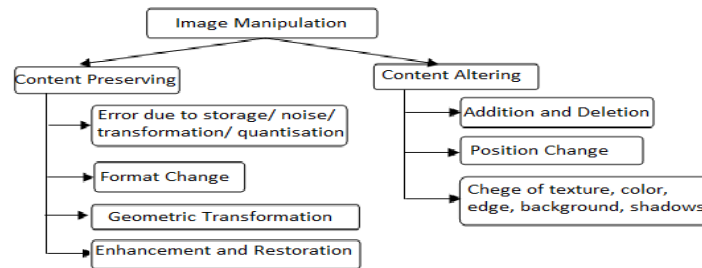 Image Manipulation
Content Preserving
Error due to storage/ noise/
transformation/ quantisation
Format Change
Geometric Transformation
Enhancement and Restoration
Content Altering
Addition and Deletion
Position Change
Chege of texture, color,
edge, background, shadows